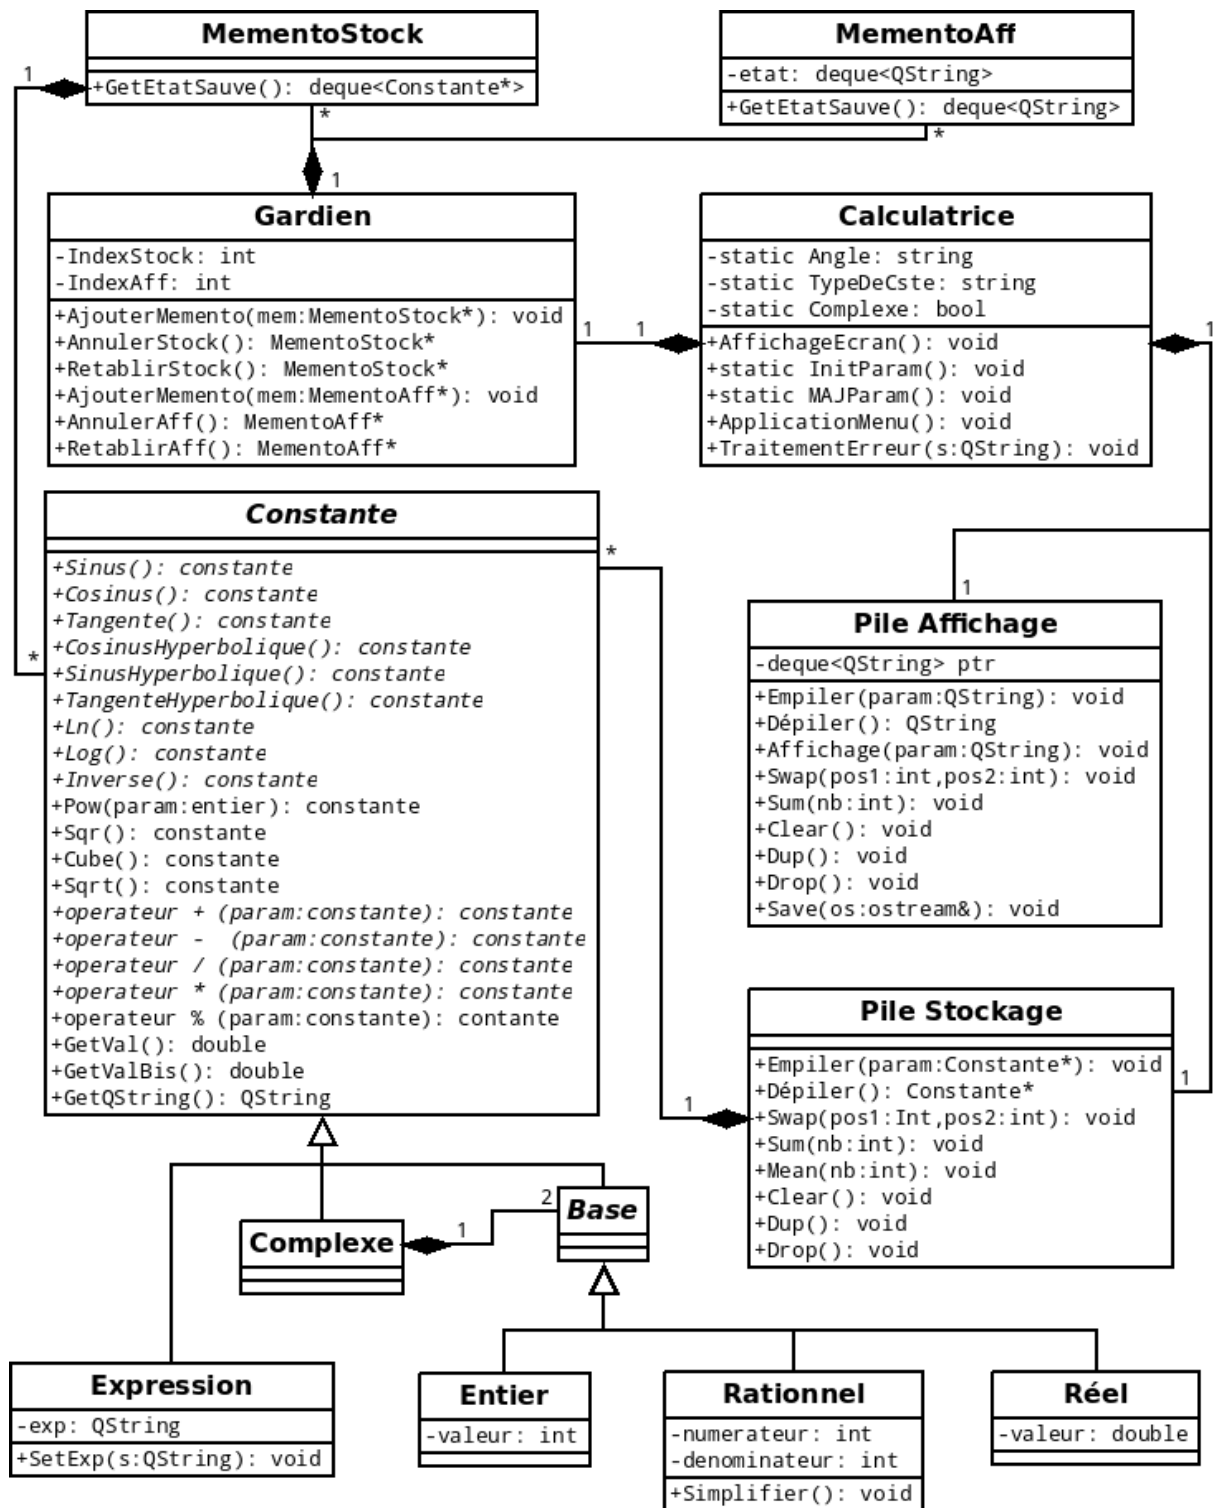 MementoStock
+GetEtatSauve(): deque<Constante*>
1
*
MementoAff
-etat: deque<QString>
+GetEtatSauve(): deque<QString>
*
1
Gardien
-IndexStock: int
-IndexAff: int
+AjouterMemento(mem:MementoStock*): void
+AnnulerStock(): MementoStock*
+RetablirStock(): MementoStock*
+AjouterMemento(mem:MementoAff*): void
+AnnulerAff(): MementoAff*
+RetablirAff(): MementoAff*
1
1
Calculatrice
-static Angle: string
-static TypeDeCste: string
-static Complexe: bool
+AffichageEcran(): void
+static InitParam(): void
+static MAJParam(): void
+ApplicationMenu(): void
+TraitementErreur(s:QString): void
1
Constante
+Sinus(): constante
+Cosinus(): constante
+Tangente(): constante
+CosinusHyperbolique(): constante
+SinusHyperbolique(): constante
+TangenteHyperbolique(): constante
+Ln(): constante
+Log(): constante
+Inverse(): constante
+Pow(param:entier): constante
+Sqr(): constante
+Cube(): constante
+Sqrt(): constante
+operateur + (param:constante): constante
+operateur -  (param:constante): constante
+operateur / (param:constante): constante
+operateur * (param:constante): constante
+operateur % (param:constante): contante
+GetVal(): double
+GetValBis(): double
+GetQString(): QString
*
*
1
Pile Affichage
-deque<QString> ptr
+Empiler(param:QString): void
+Dépiler(): QString
+Affichage(param:QString): void
+Swap(pos1:int,pos2:int): void
+Sum(nb:int): void
+Clear(): void
+Dup(): void
+Drop(): void
+Save(os:ostream&): void
Pile Stockage
+Empiler(param:Constante*): void
+Dépiler(): Constante*
+Swap(pos1:Int,pos2:int): void
+Sum(nb:int): void
+Mean(nb:int): void
+Clear(): void
+Dup(): void
+Drop(): void
1
1
Complexe
1
2
Base
Expression
-exp: QString
+SetExp(s:QString): void
Entier
-valeur: int
Rationnel
-numerateur: int
-denominateur: int
+Simplifier(): void
Réel
-valeur: double